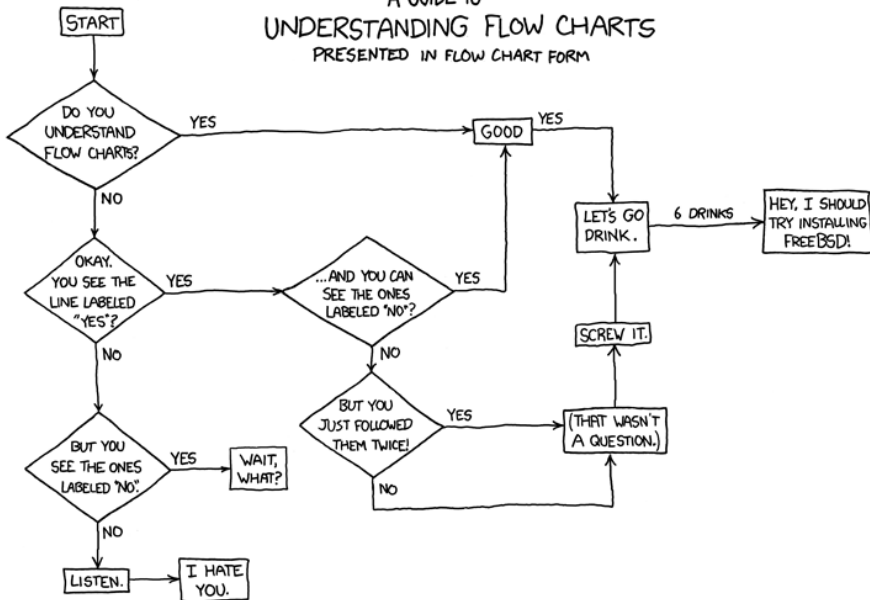 A GUIDE TO
UNDERSTANDING FLOW CHARTS
PRESENTED IN FLOW CHART FORM
START
DO YOU
UNDERSTAND
FLOW CHARTS?
YES
GOOD
YES
NO
LET'S GO
DRINK.
6 DRINKS
HEY, I SHOULD
TRY INSTALLING
FREEBSD!
OKAY.
YOU SEE THE
LINE LABELED
"YES"?
YES
...AND YOU CAN
SEE THE ONES
LABELED "NO"?
YES
SCREW IT.
NO
NO
BUT YOU
JUST FOLLOWED
THEM TWICE!
YES
(THAT WASN'T
A QUESTION.)
NO
BUT YOU
SEE THE ONES
LABELED "NO".
YES
WAIT,
WHAT?
NO
LISTEN.
I HATE
YOU.